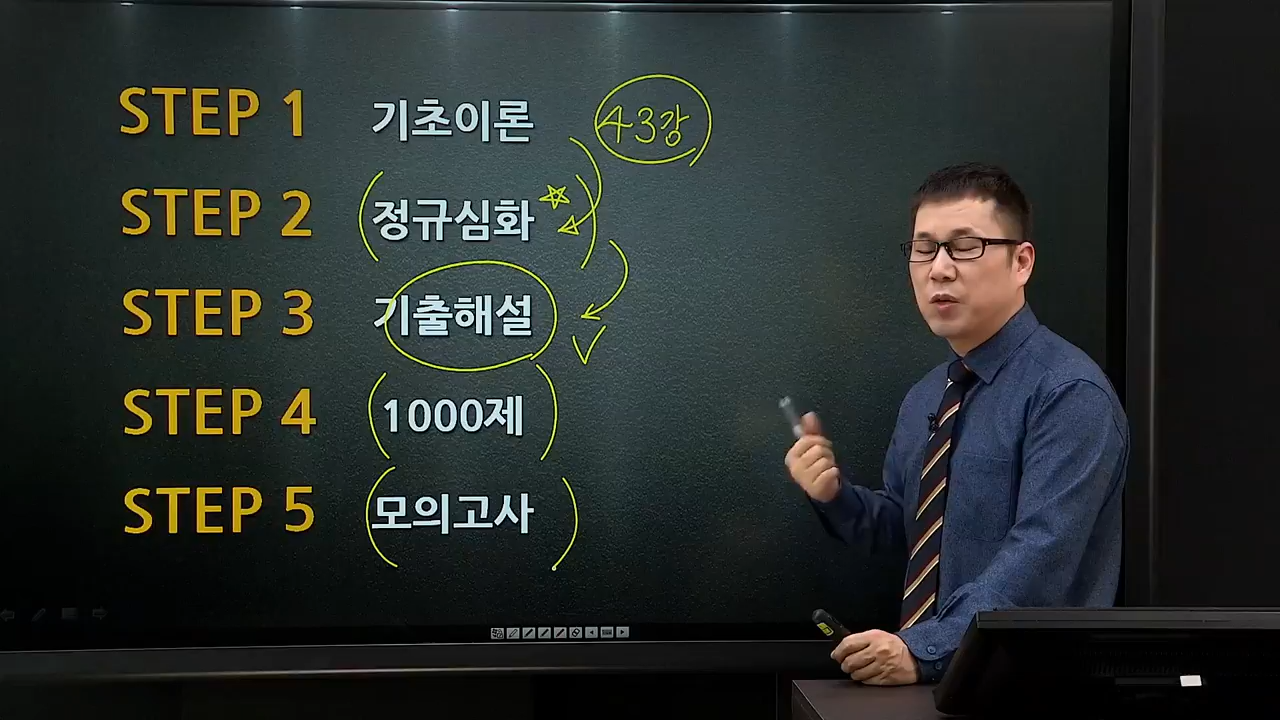 STEP 1 기초이론 43강
STEP 2 정규심화
STEP 3 기출해설
STEP 4 1000제
STEP 5 모의고사